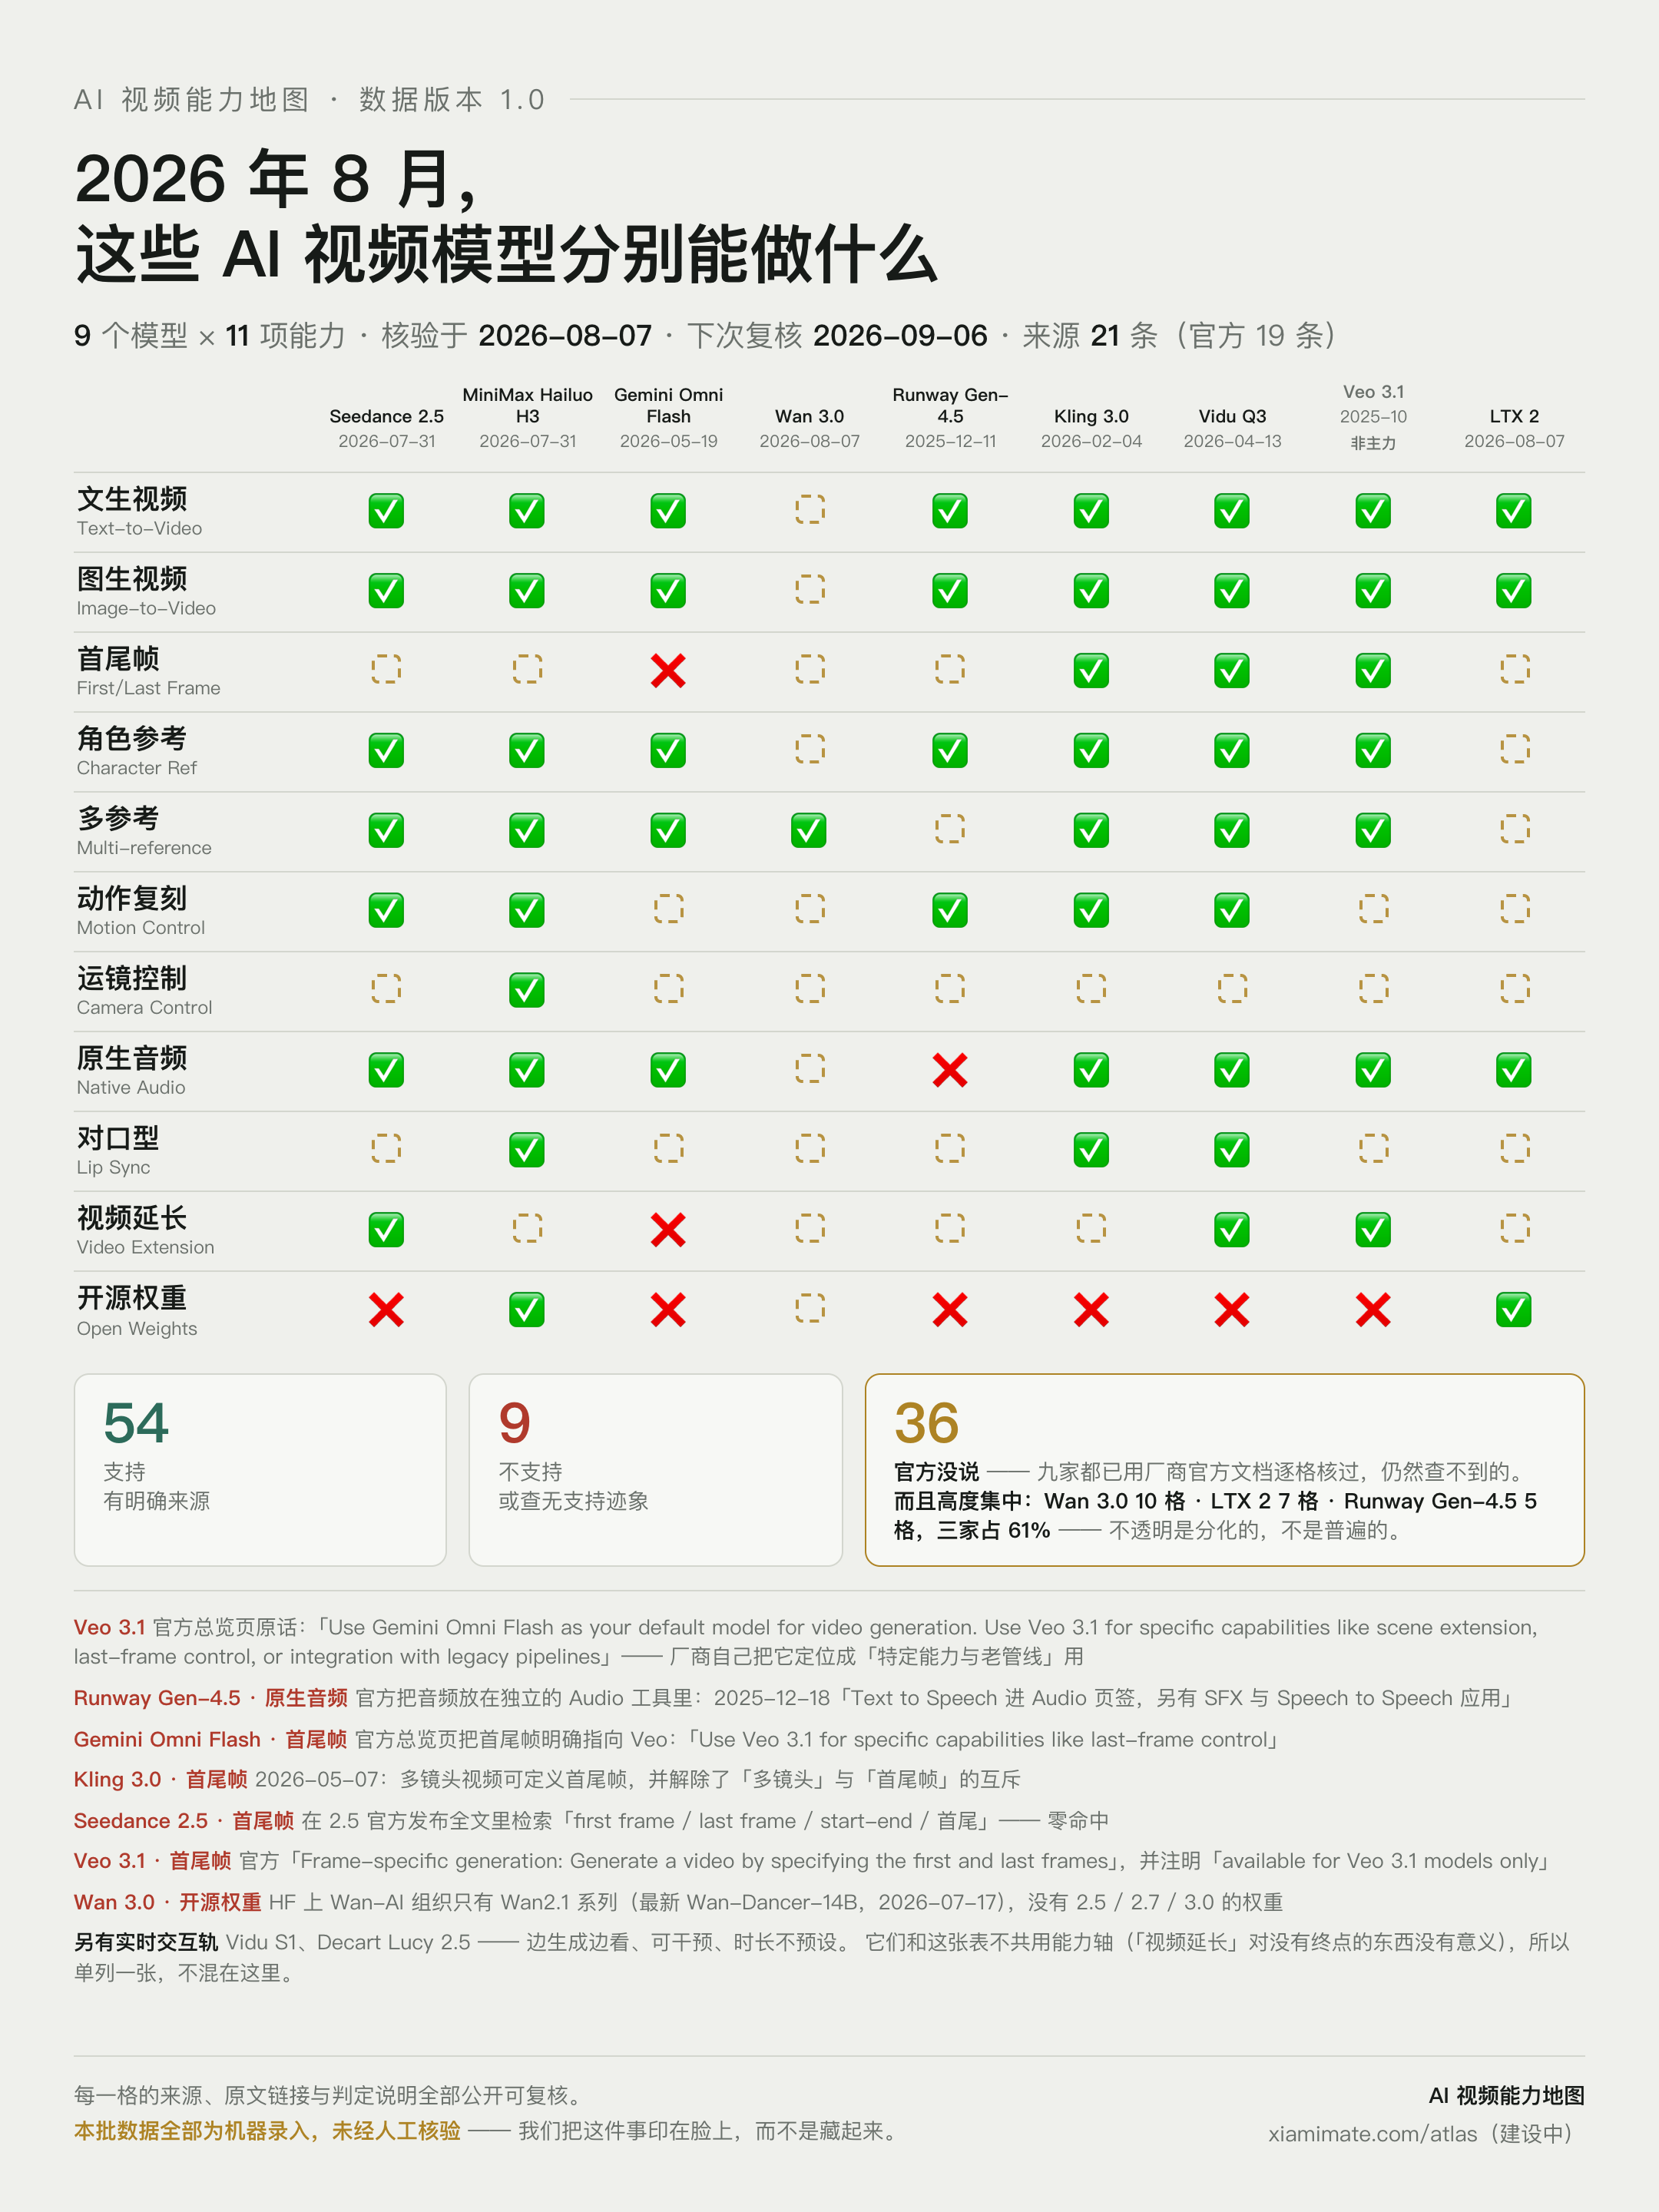 AI 视频能力地图 · 数据版本 1.0
2026 年 8 月，
这些 AI 视频模型分别能做什么
9 个模型 × 11 项能力 · 核验于 2026-08-07 · 下次复核 2026-09-06 · 来源 21 条（官方 19 条）
Seedance 2.5
2026-07-31
MiniMax Hailuo
H3
2026-07-31
Gemini Omni
Flash
2026-05-19
Wan 3.0
2026-08-07
Runway Gen-
4.5
2025-12-11
Kling 3.0
2026-02-04
Vidu Q3
2026-04-13
Veo 3.1
2025-10
非主力
LTX 2
2026-08-07
文生视频
Text-to-Video
✅ ✅ ✅ ✅ ✅ ✅ ✅ ✅
图生视频
Image-to-Video
✅ ✅ ✅ ✅ ✅ ✅ ✅ ✅
首尾帧
First/Last Frame
❌ ✅ ✅ ✅
角色参考
Character Ref
✅ ✅ ✅ ✅ ✅ ✅ ✅
多参考
Multi-reference
✅ ✅ ✅ ✅ ✅ ✅ ✅
动作复刻
Motion Control
✅ ✅ ✅ ✅ ✅
运镜控制
Camera Control
✅
原生音频
Native Audio
✅ ✅ ✅ ❌ ✅ ✅ ✅ ✅
对口型
Lip Sync
✅ ✅ ✅
视频延长
Video Extension
✅ ❌ ✅ ✅
开源权重
Open Weights
❌ ✅ ❌ ❌ ❌ ❌ ❌ ✅
54
支持
有明确来源
9
不支持
或查无支持迹象
36
官方没说 —— 九家都已用厂商官方文档逐格核过，仍然查不到的。
而且高度集中：Wan 3.0 10 格 · LTX 2 7 格 · Runway Gen-4.5 5
格，三家占 61% —— 不透明是分化的，不是普遍的。
Veo 3.1 官方总览页原话：「Use Gemini Omni Flash as your default model for video generation. Use Veo 3.1 for specific capabilities like scene extension,
last-frame control, or integration with legacy pipelines」—— 厂商自己把它定位成「特定能力与老管线」用
Runway Gen-4.5 · 原生音频 官方把音频放在独立的 Audio 工具里：2025-12-18「Text to Speech 进 Audio 页签，另有 SFX 与 Speech to Speech 应用」
Gemini Omni Flash · 首尾帧 官方总览页把首尾帧明确指向 Veo：「Use Veo 3.1 for specific capabilities like last-frame control」
Kling 3.0 · 首尾帧 2026-05-07：多镜头视频可定义首尾帧，并解除了「多镜头」与「首尾帧」的互斥
Seedance 2.5 · 首尾帧 在 2.5 官方发布全文里检索「first frame / last frame / start-end / 首尾」—— 零命中
Veo 3.1 · 首尾帧 官方「Frame-specific generation: Generate a video by specifying the first and last frames」，并注明「available for Veo 3.1 models only」
Wan 3.0 · 开源权重 HF 上 Wan-AI 组织只有 Wan2.1 系列（最新 Wan-Dancer-14B，2026-07-17），没有 2.5 / 2.7 / 3.0 的权重
另有实时交互轨 Vidu S1、Decart Lucy 2.5 —— 边生成边看、可干预、时长不预设。 它们和这张表不共用能力轴（「视频延长」对没有终点的东西没有意义），所以
单列一张，不混在这里。
每一格的来源、原文链接与判定说明全部公开可复核。
本批数据全部为机器录入，未经人工核验 —— 我们把这件事印在脸上，而不是藏起来。
AI 视频能力地图
xiamimate.com/atlas（建设中）